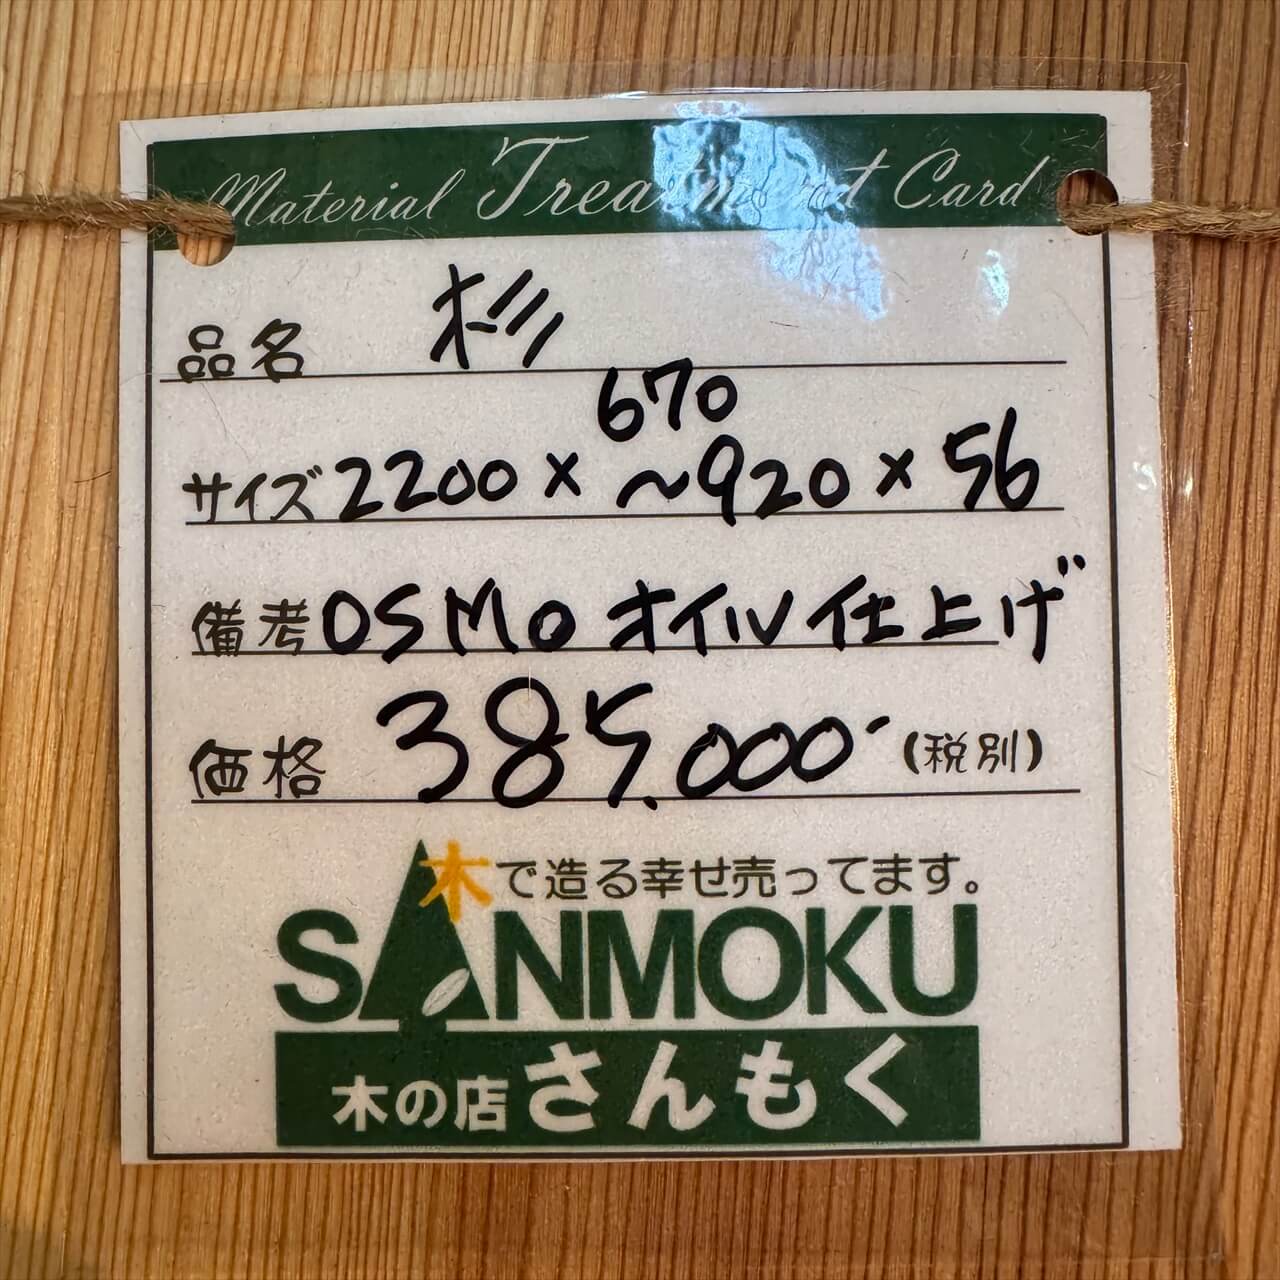 Material Treatment Card
品名 杉
サイズ 2200 × 670 ~920 × 56
備考 OSMO オイル仕上げ
価格 385.000- (税別)
木で造る幸せ売ってます。
SANMOKU
木の店さんもく